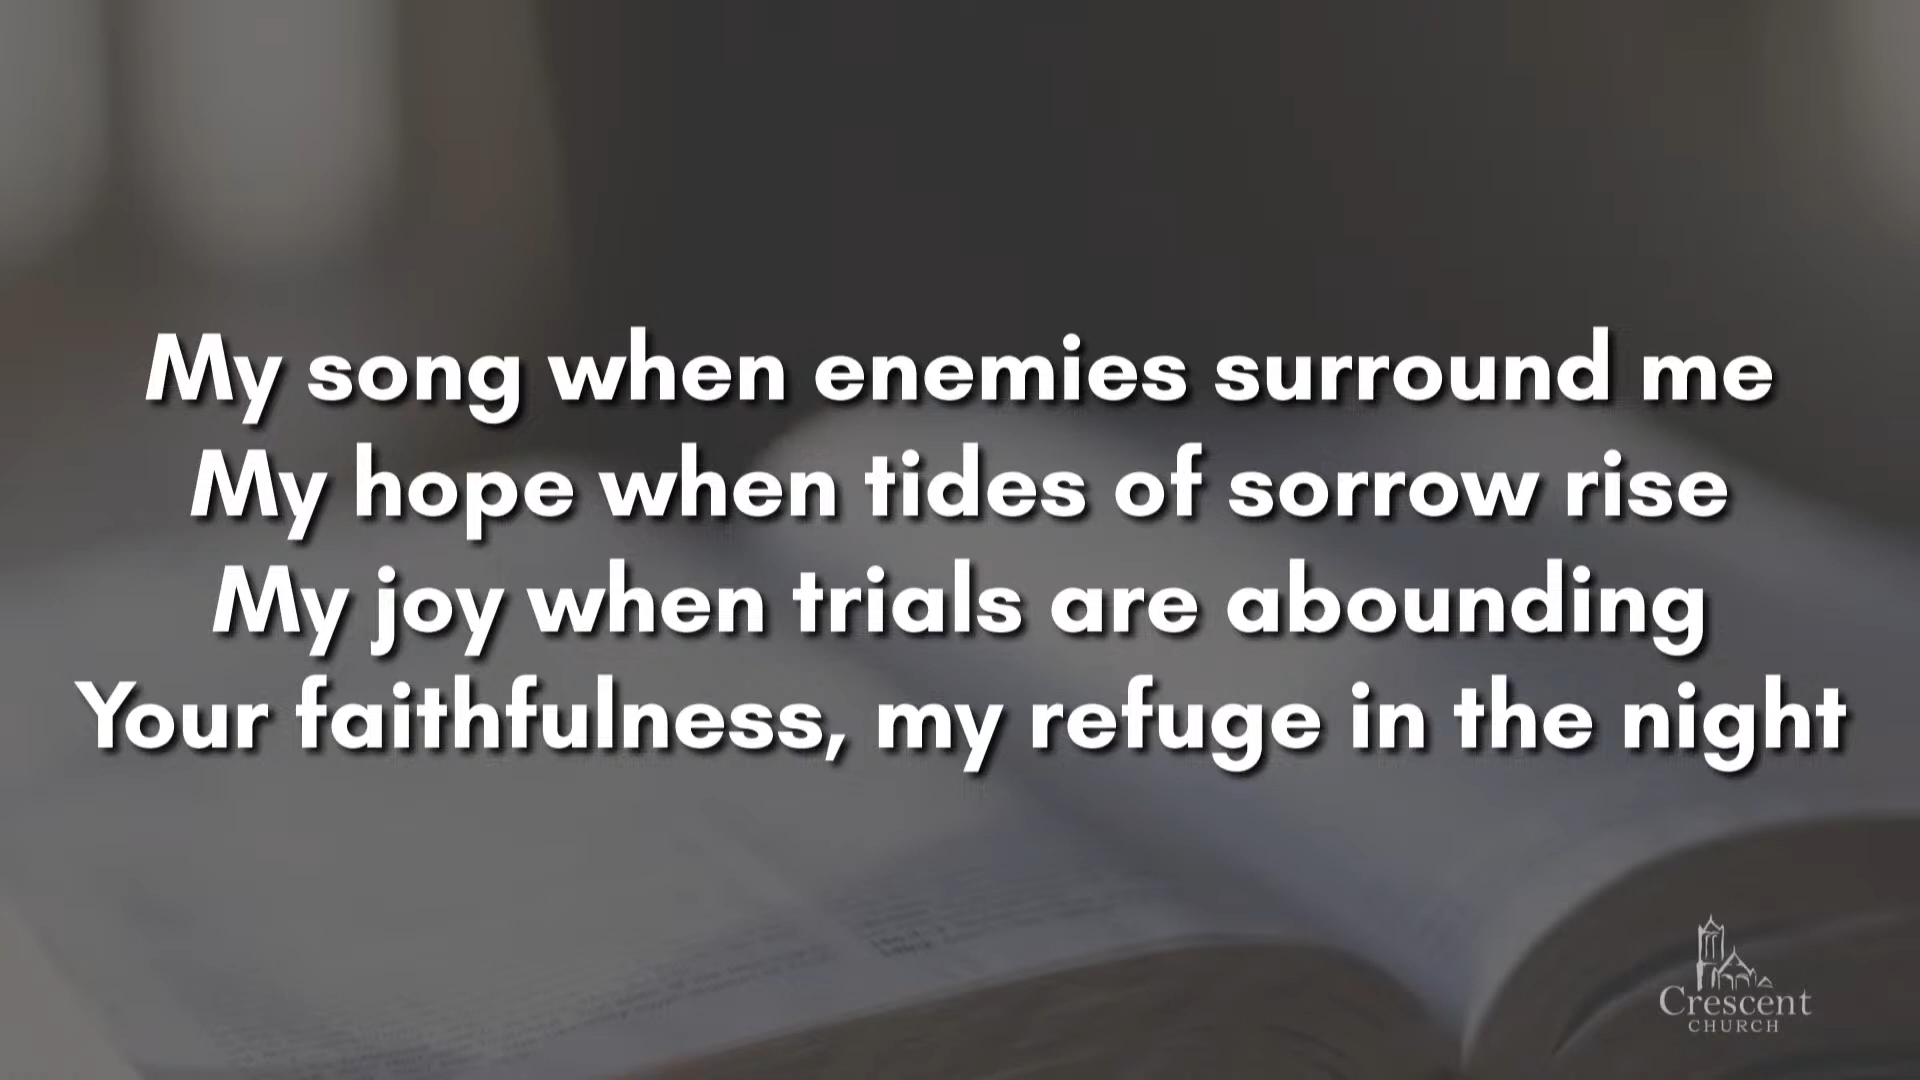 My song when enemies surround me
My hope when tides of sorrow rise
My joy when trials are abounding
Your faithfulness, my refuge in the night
Crescent
CHURCH